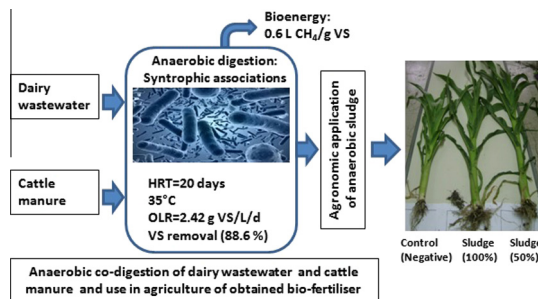 Bioenergy:
0.6 L CH₄/g VS
Anaerobic digestion:
Syntrophic associations
Dairy
wastewater
Cattle
manure
HRT=20 days
35°C
OLR=2.42 g VS/L/d
VS removal (88.6 %)
Agronomic application
of anaerobic sludge
Control
(Negative)
Sludge
(100%)
Sludge
(50%)
Anaerobic co-digestion of dairy wastewater and cattle
manure and use in agriculture of obtained bio-fertiliser